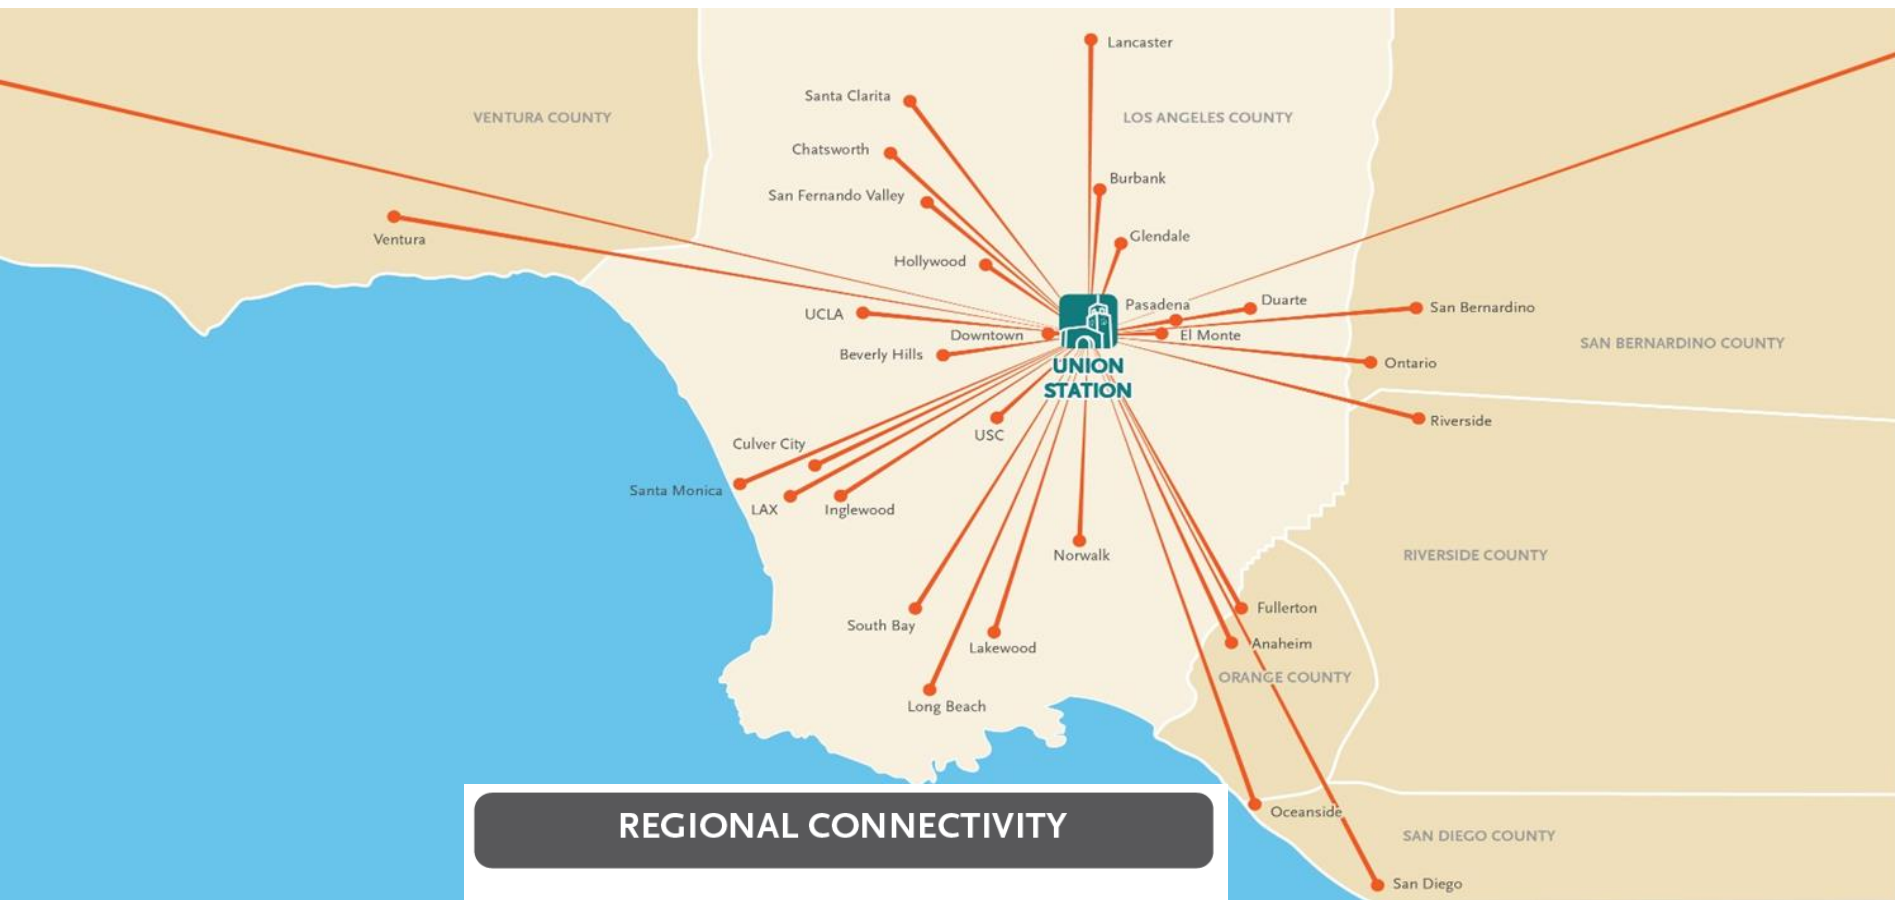 Lancaster
Santa Clarita
VENTURA COUNTY
LOS ANGELES COUNTY
Chatsworth
Burbank
San Fernando Valley
Ventura
Glendale
Hollywood
Duarte
Pasadena
San Bernardino
UCLA
Downtown
El Monte
SAN BERNARDINO COUNTY
Beverly Hills
Ontario
UNION
STATION
Riverside
USC
Culver City
Santa Monica
LAX
Inglewood
Norwalk
RIVERSIDE COUNTY
Fullerton
South Bay
Anaheim
Lakewood
ORANGE COUNTY
Long Beach
Oceanside
REGIONAL CONNECTIVITY
SAN DIEGO COUNTY
San Diego